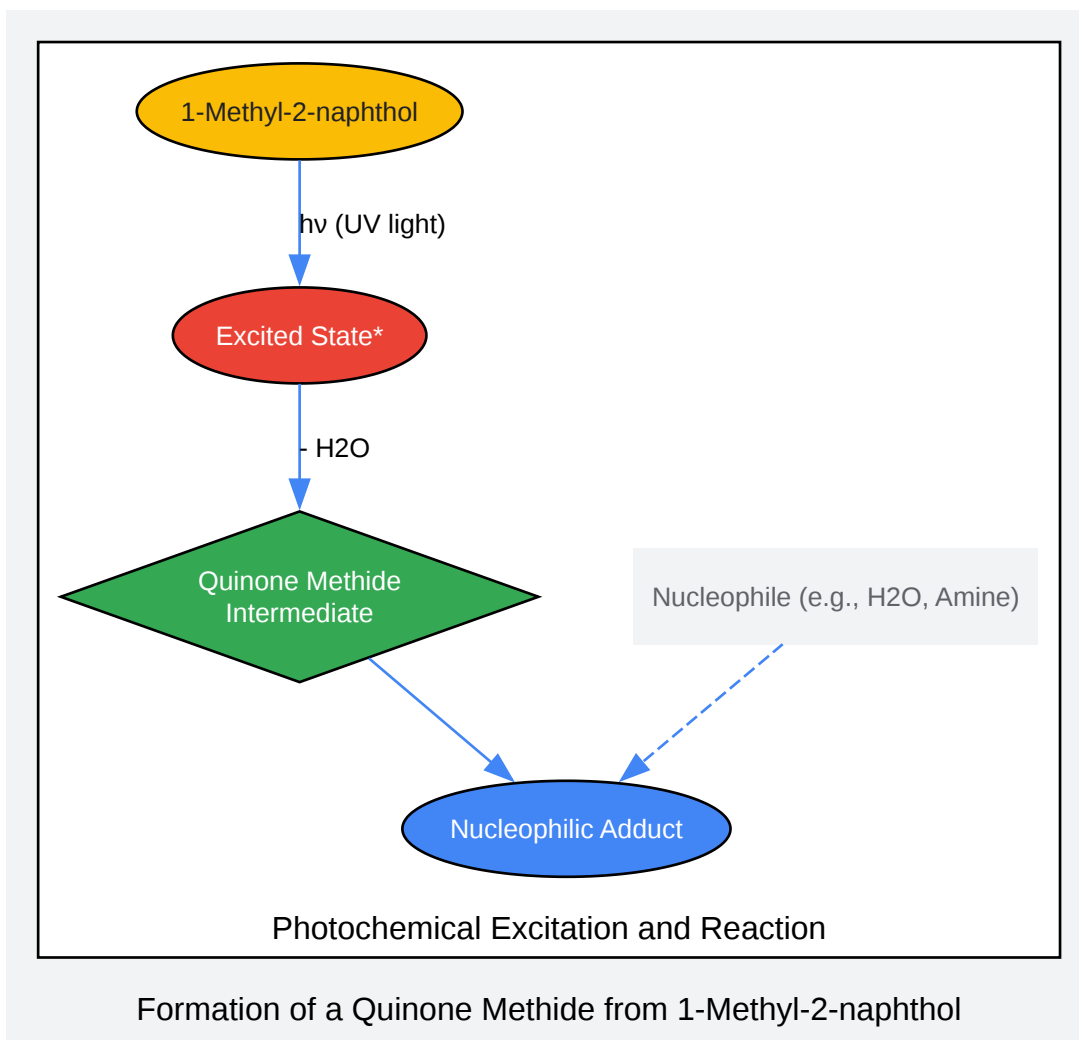 1-Methyl-2-naphthol
hν (UV light)
Excited State*
- H2O
Quinone Methide
Intermediate
Nucleophile (e.g., H2O, Amine)
Nucleophilic Adduct
Photochemical Excitation and Reaction
Formation of a Quinone Methide from 1-Methyl-2-naphthol